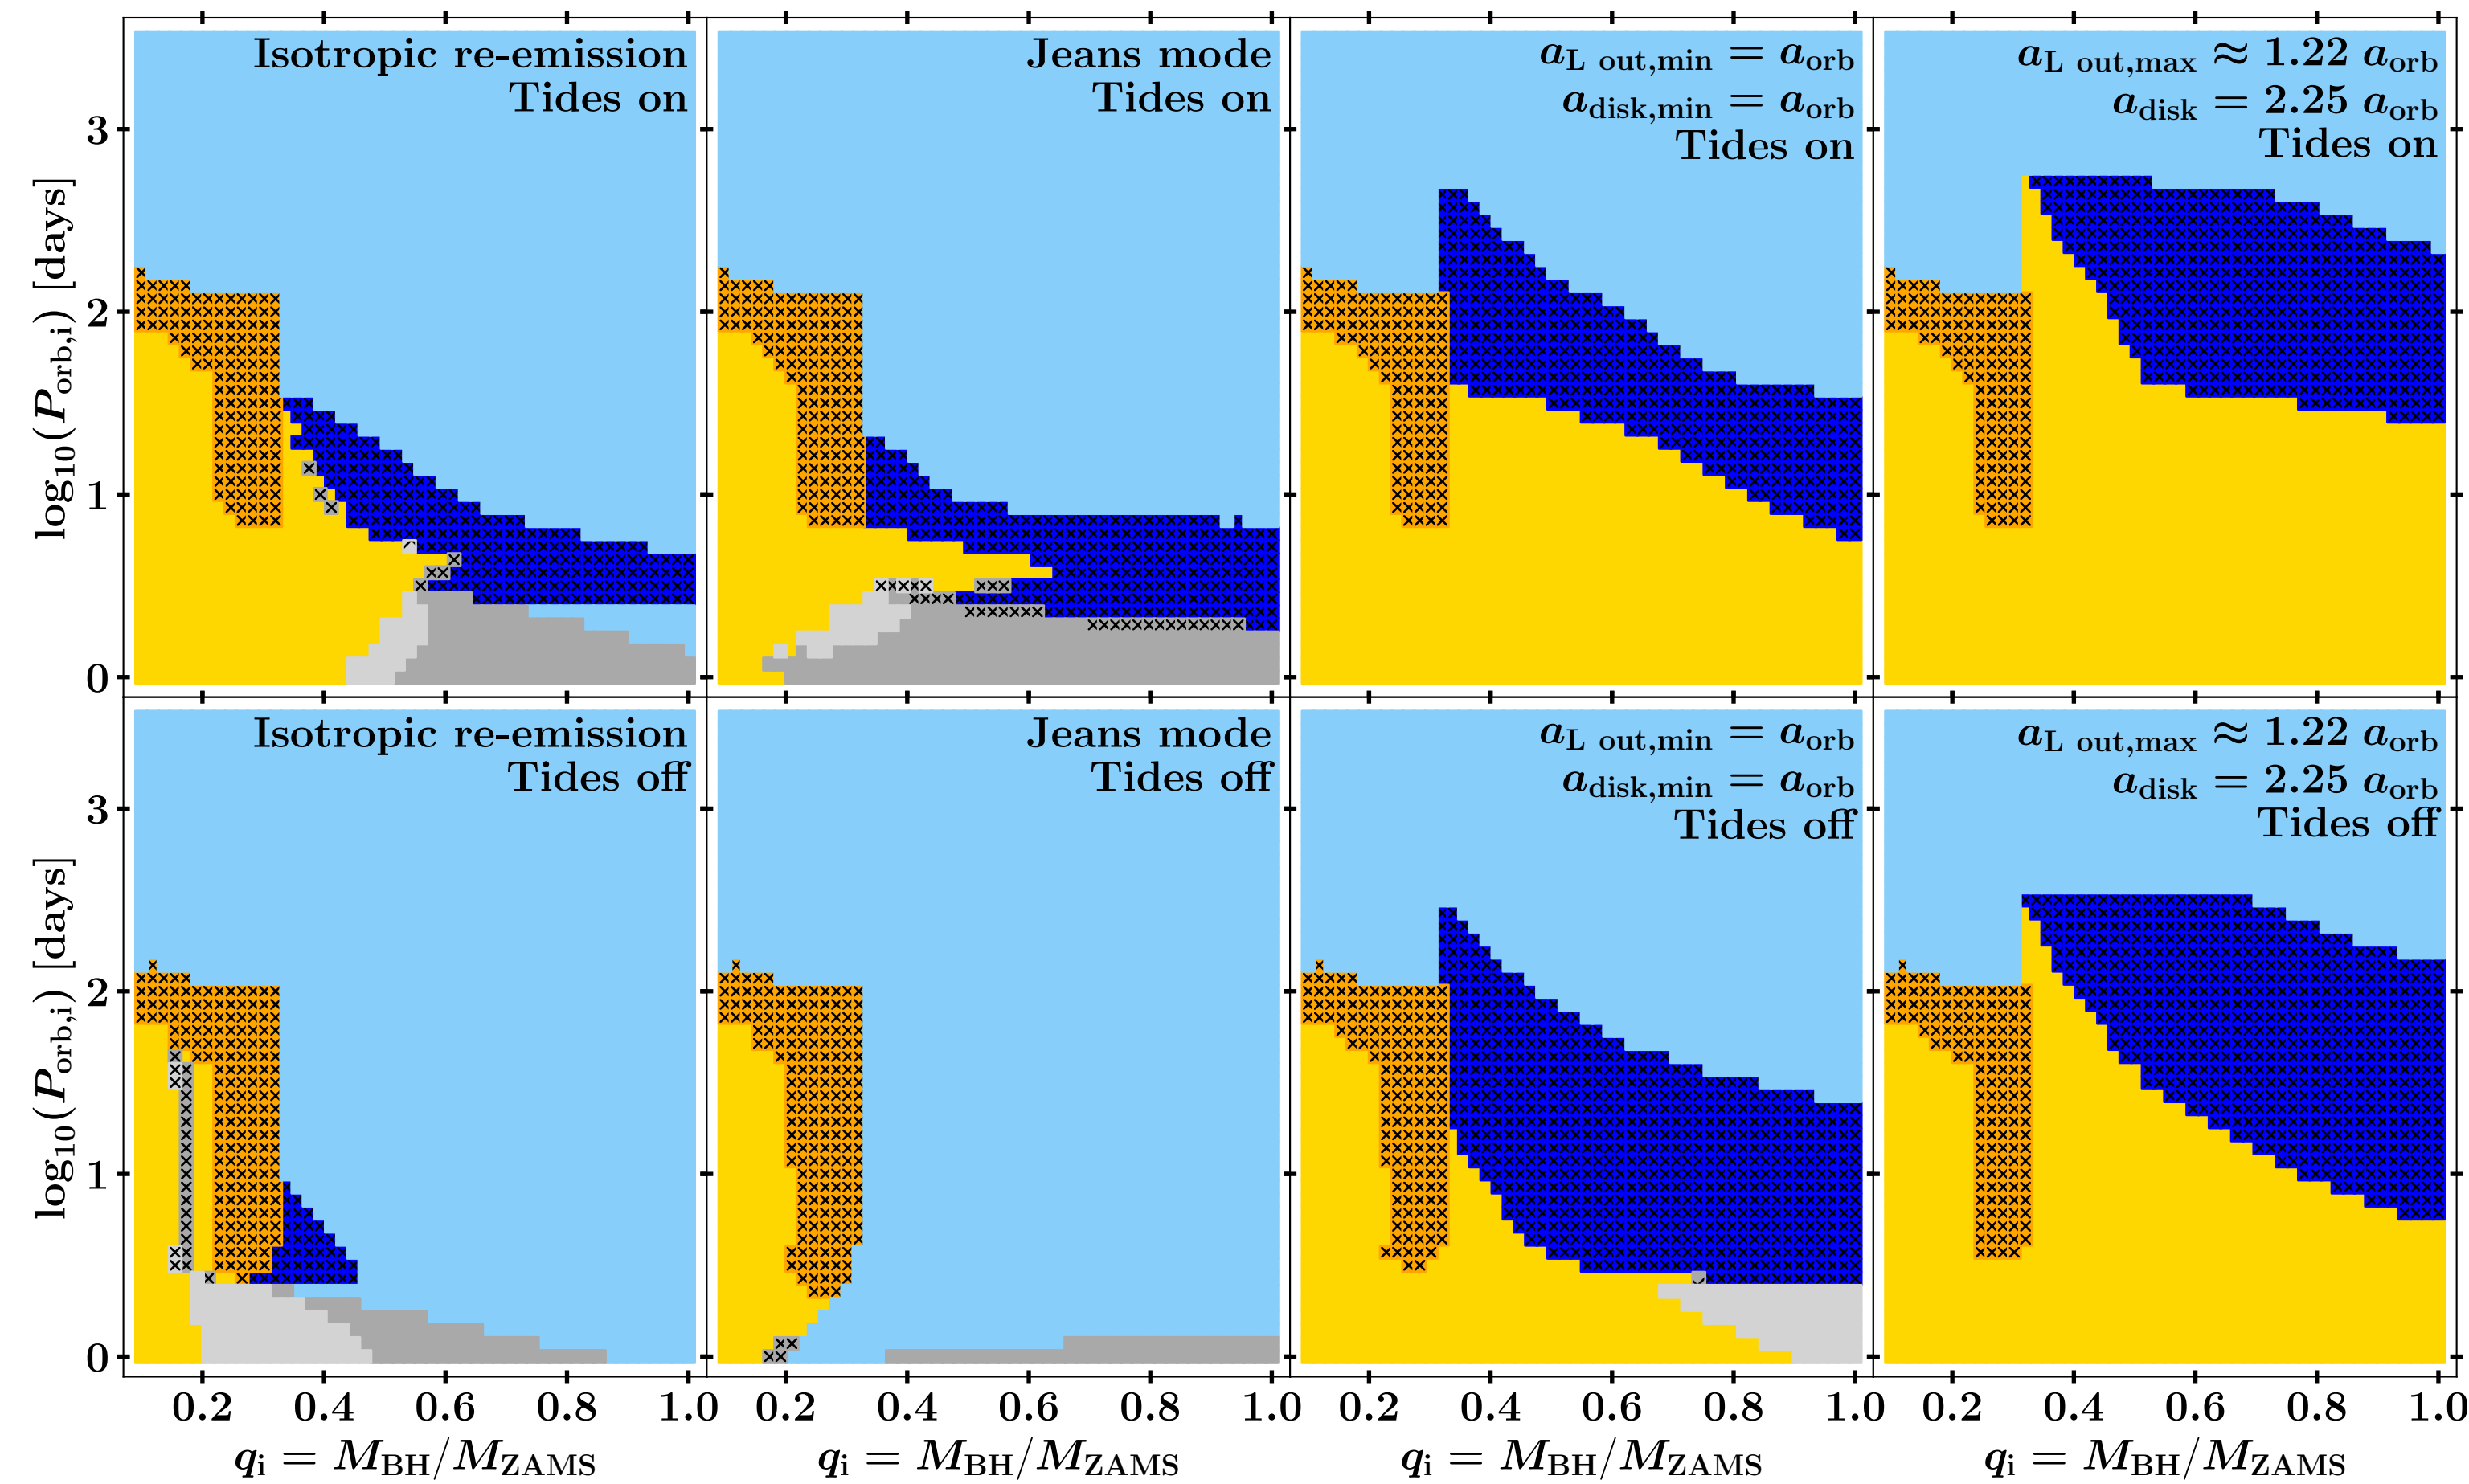 Isotropic re-emission
Tides on
Jeans mode
Tides on
a_L out,min = a_orb
a_disk,min = a_orb
Tides on
a_L out,max ≈ 1.22 a_orb
a_disk = 2.25 a_orb
Tides on
log10(P_orb,i) [days]
3
2
1
0
Isotropic re-emission
Tides off
Jeans mode
Tides off
a_L out,min = a_orb
a_disk,min = a_orb
Tides off
a_L out,max ≈ 1.22 a_orb
a_disk = 2.25 a_orb
Tides off
log10(P_orb,i) [days]
3
2
1
0
0.2 0.4 0.6 0.8 1.0 0.2 0.4 0.6 0.8 1.0 0.2 0.4 0.6 0.8 1.0 0.2 0.4 0.6 0.8 1.0
q_i = M_BH/M_ZAMS q_i = M_BH/M_ZAMS q_i = M_BH/M_ZAMS q_i = M_BH/M_ZAMS